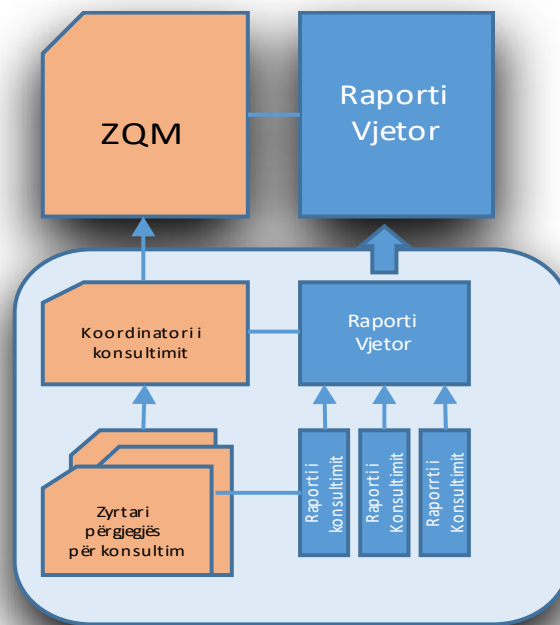 ZQM
Raporti
Vjetor
Koordinatori i
konsultimit
Raporti
Vjetor
Zyrtari
përgjegjës
për konsultim
Raporti i
konsultimit
Raporti i
Konsultimit
Raporrti i
Konsultimit